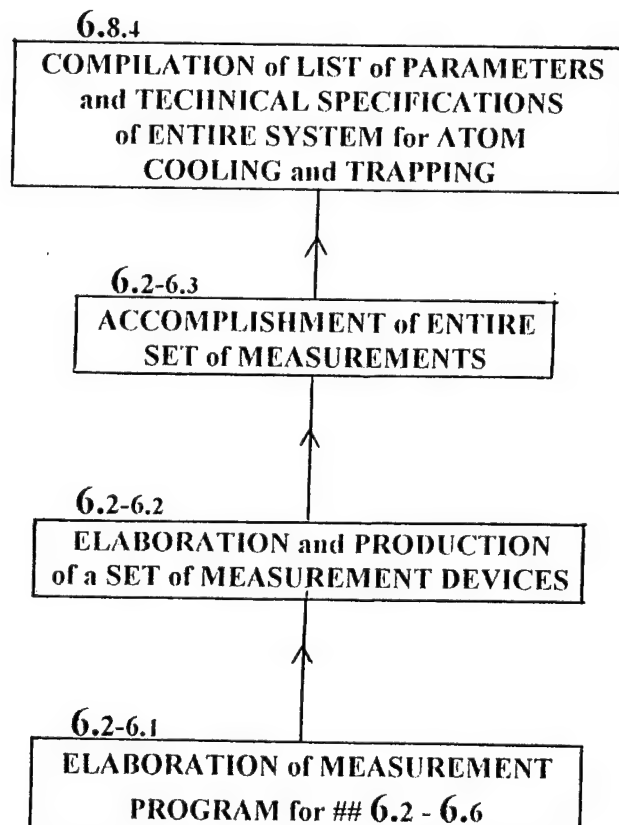 6.8.4
COMPILATION of LIST of PARAMETERS
and TECHNICAL SPECIFICATIONS
of ENTIRE SYSTEM for ATOM
COOLING and TRAPPING
6.2-6.3
ACCOMPLISHMENT of ENTIRE
SET of MEASUREMENTS
6.2-6.2
ELABORATION and PRODUCTION
of a SET of MEASUREMENT DEVICES
6.2-6.1
ELABORATION of MEASUREMENT
PROGRAM for ## 6.2 - 6.6